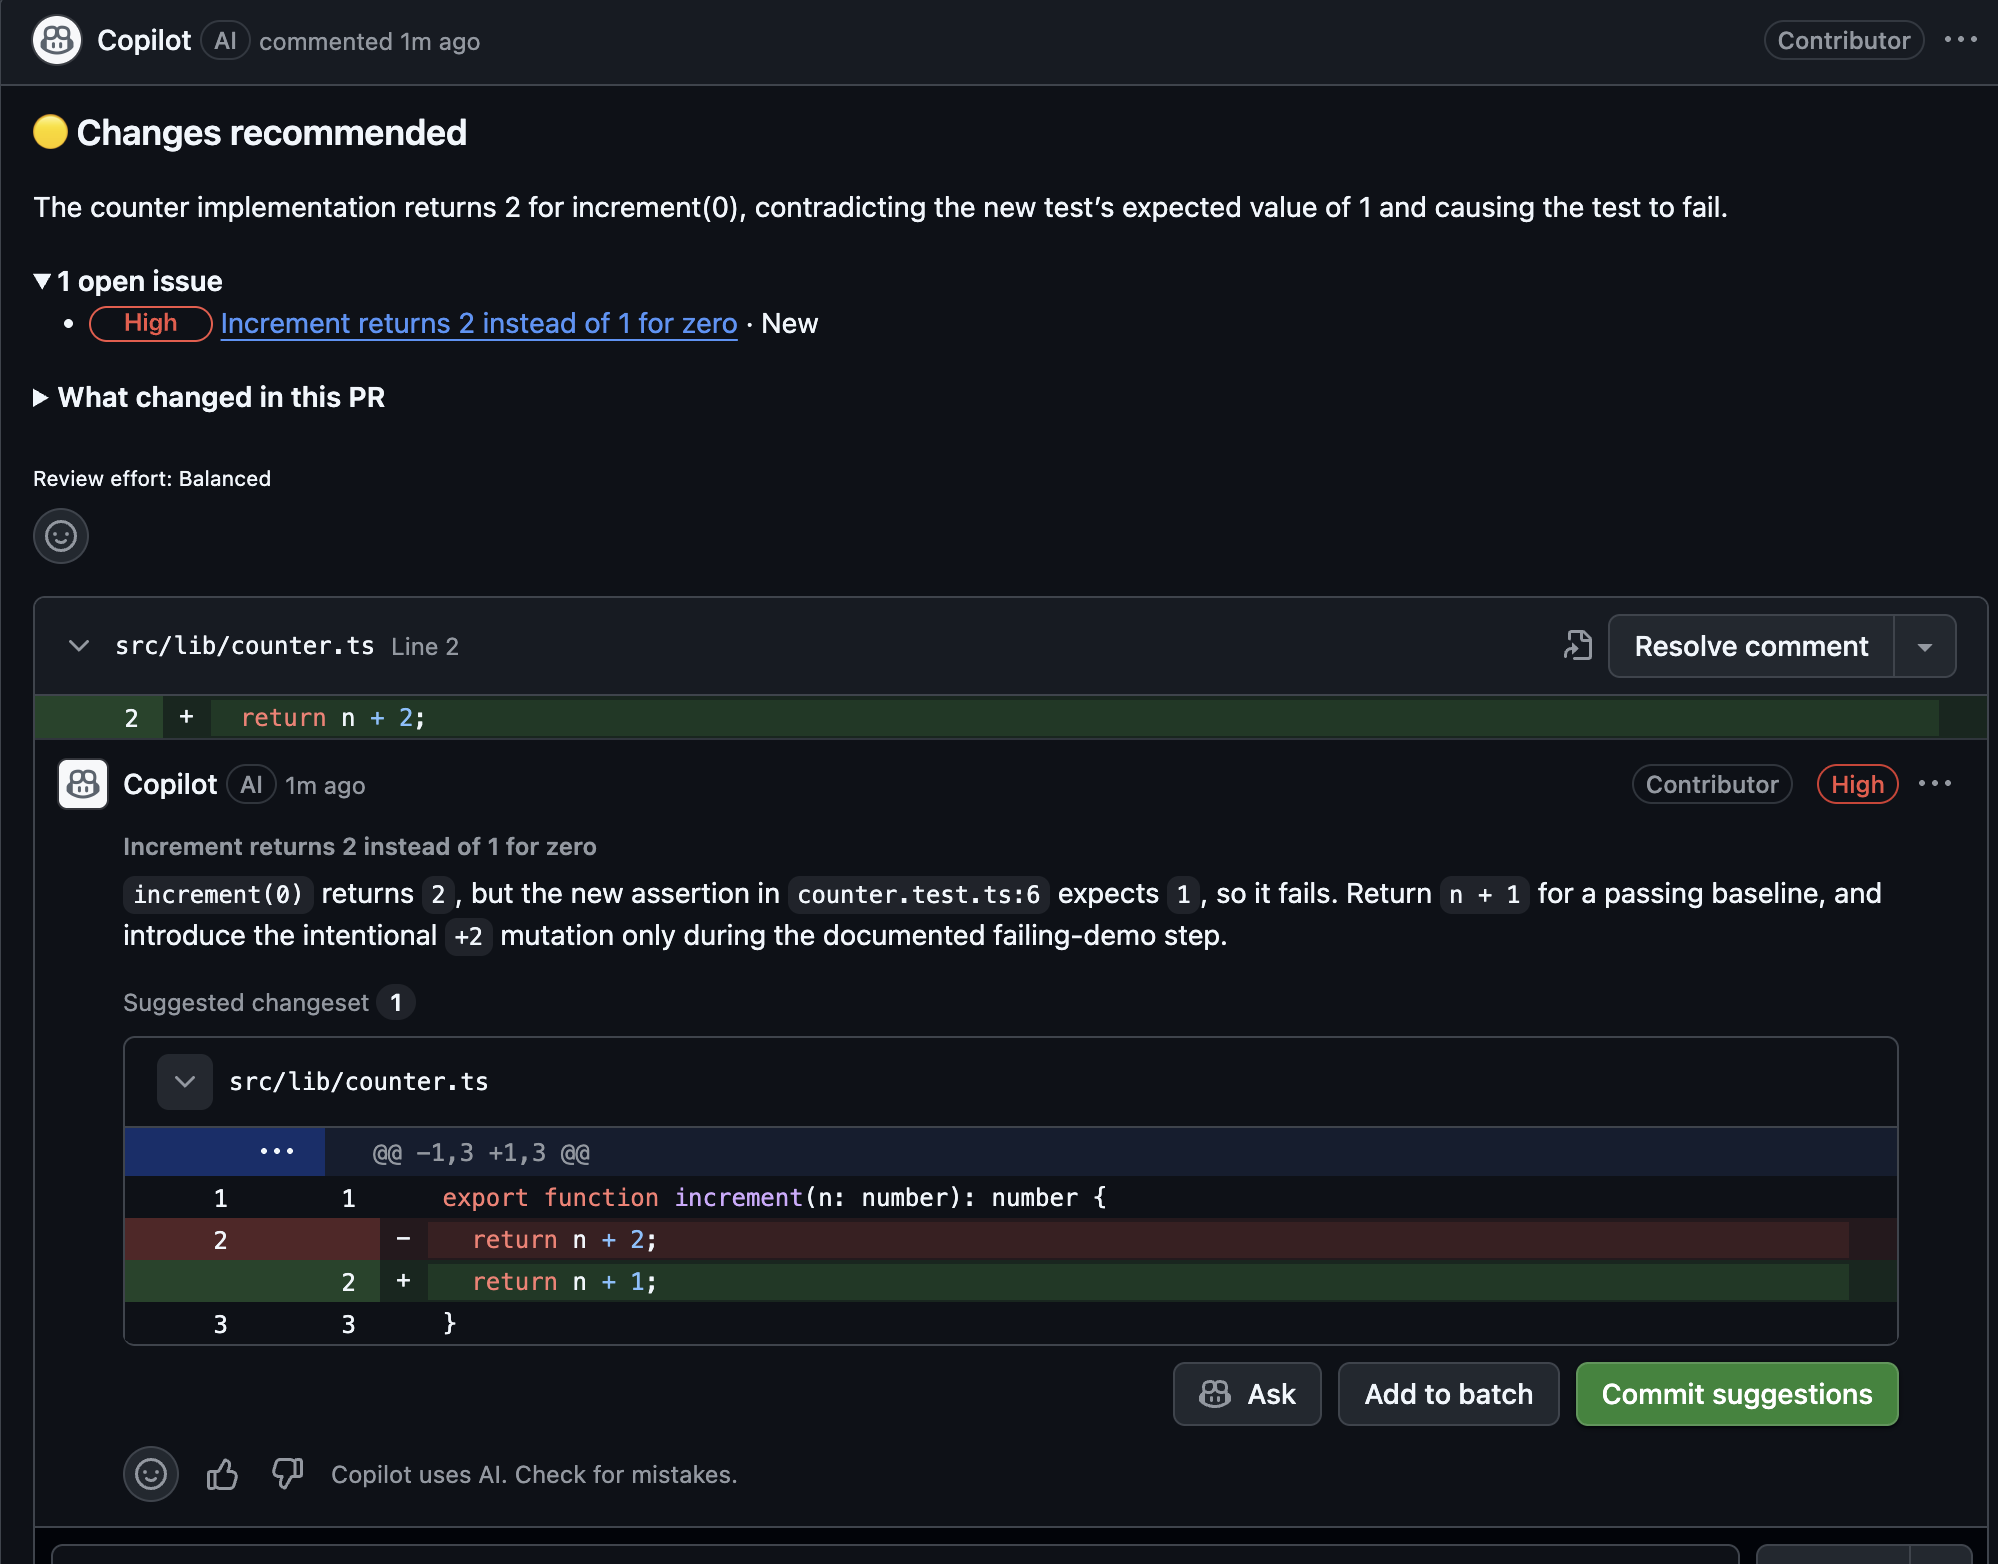 Copilot AI commented 1m ago Contributor
Changes recommended
The counter implementation returns 2 for increment(0), contradicting the new test’s expected value of 1 and causing the test to fail.
1 open issue
• High Increment returns 2 instead of 1 for zero · New
What changed in this PR
Review effort: Balanced
src/lib/counter.ts Line 2 Resolve comment
2 + return n + 2;
Copilot AI 1m ago Contributor High
Increment returns 2 instead of 1 for zero
increment(0) returns 2, but the new assertion in counter.test.ts:6 expects 1, so it fails. Return n + 1 for a passing baseline, and
introduce the intentional +2 mutation only during the documented failing-demo step.
Suggested changeset 1
src/lib/counter.ts
@@ -1,3 +1,3 @@
1 1 export function increment(n: number): number {
2 - return n + 2;
2 + return n + 1;
3 3 }
Ask Add to batch Commit suggestions
Copilot uses AI. Check for mistakes.